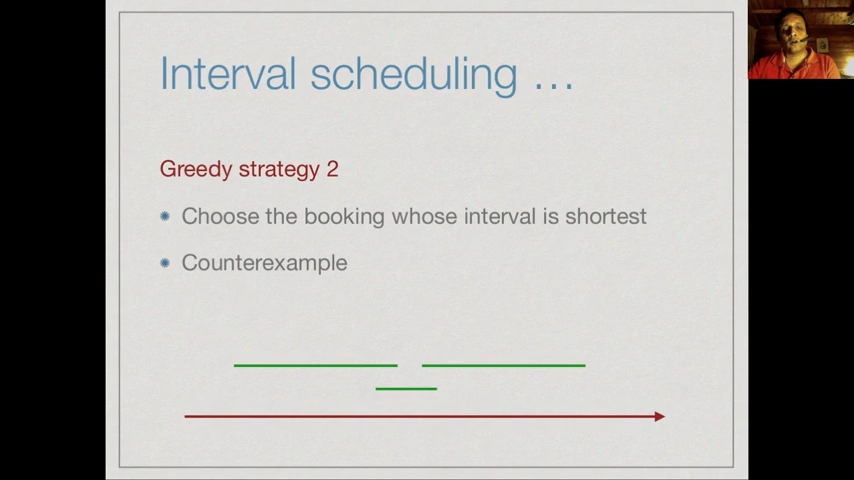 Interval scheduling …
Greedy strategy 2
Choose the booking whose interval is shortest
Counterexample